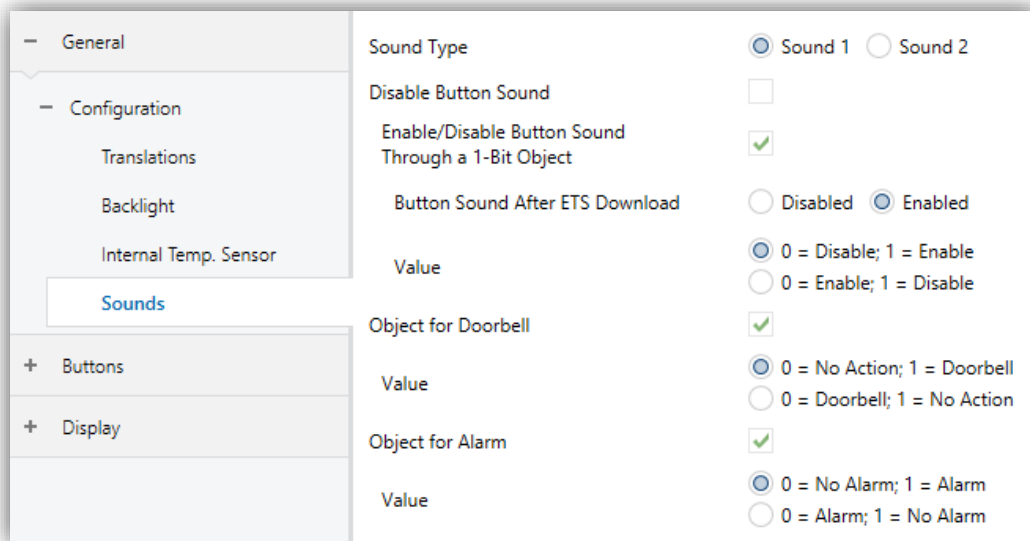 General
Configuration
Translations
Backlight
Internal Temp. Sensor
Sounds
Buttons
Display
Sound Type
Sound 1 Sound 2
Disable Button Sound
Enable/Disable Button Sound
Through a 1-Bit Object
Button Sound After ETS Download
Disabled Enabled
Value
0 = Disable; 1 = Enable
0 = Enable; 1 = Disable
Object for Doorbell
Value
0 = No Action; 1 = Doorbell
0 = Doorbell; 1 = No Action
Object for Alarm
Value
0 = No Alarm; 1 = Alarm
0 = Alarm; 1 = No Alarm